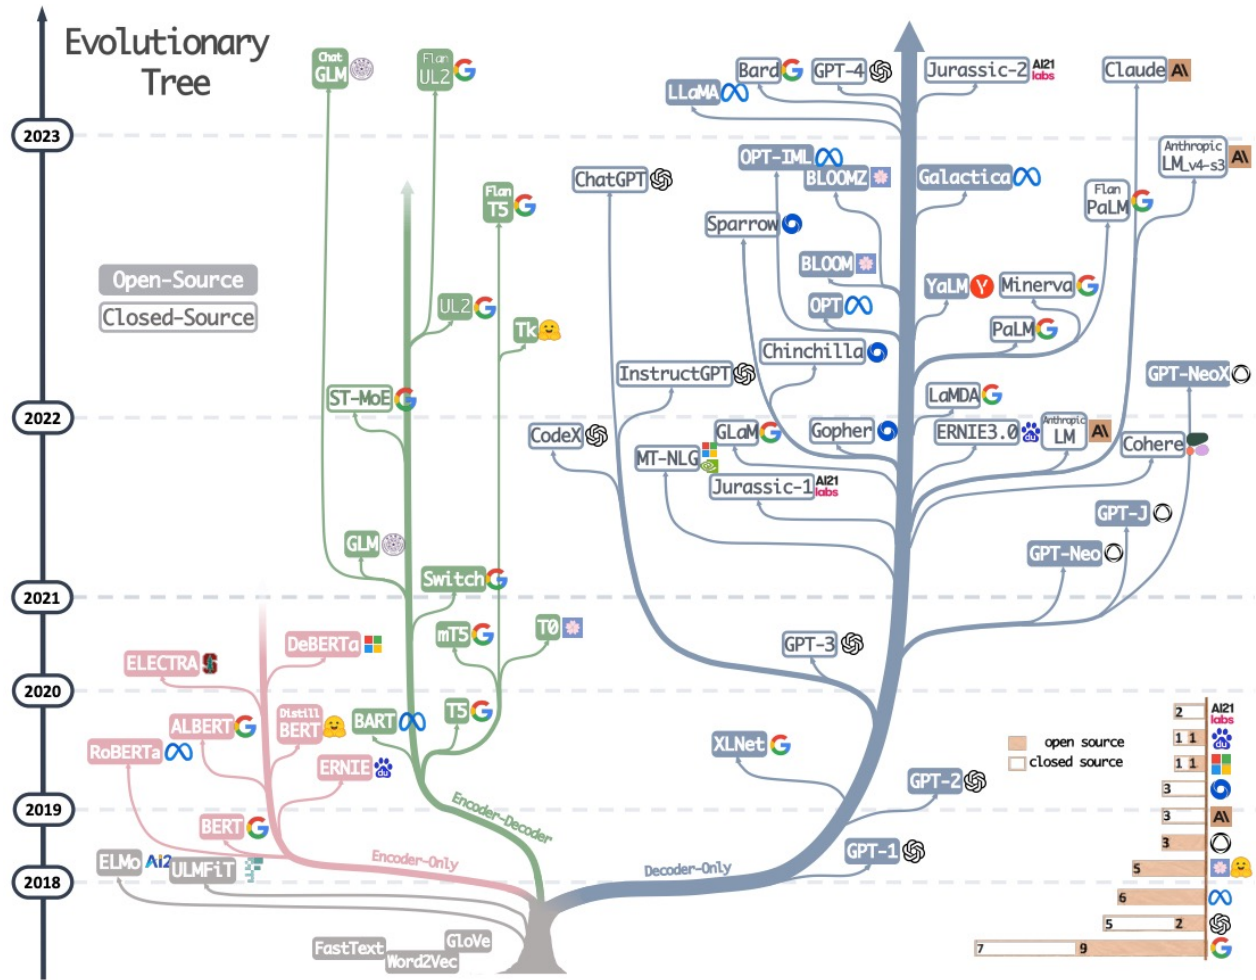 Evolutionary
Tree
2023
2022
2021
2020
2019
2018
Open-Source
Closed-Source
Chat
GLM
Flan
UL2
Flan
T5
UL2
Tk
ST-MoE
GLM
Switch
mT5
T0
BART
T5
Encoder-Decoder
DeBERTa
ELECTRA
ALBERT
Distill
BERT
RoBERTa
ERNIE
BERT
Encoder-Only
ELMo
Ai2
ULMFiT
FastText
Word2Vec
GloVe
Bard
GPT-4
Jurassic-2
AI21
labs
Claude
A\
LLaMA
OPT-IML
BLOOMZ
Galactica
Anthropic
LM_v4-s3
A\
ChatGPT
Flan
PaLM
Sparrow
BLOOM
YaLM
Y
Minerva
OPT
PaLM
Chinchilla
InstructGPT
GPT-NeoX
LaMDA
CodeX
GLaM
Gopher
ERNIE3.0
du
Anthropic
LM
A\
Cohere
MT-NLG
Jurassic-1
AI21
labs
GPT-J
GPT-Neo
GPT-3
XLNet
GPT-2
GPT-1
Decoder-Only
du
open source
closed source
2
AI21
labs
1 1
du
1 1
3
3
A\
3
5
6
5 2
7 9